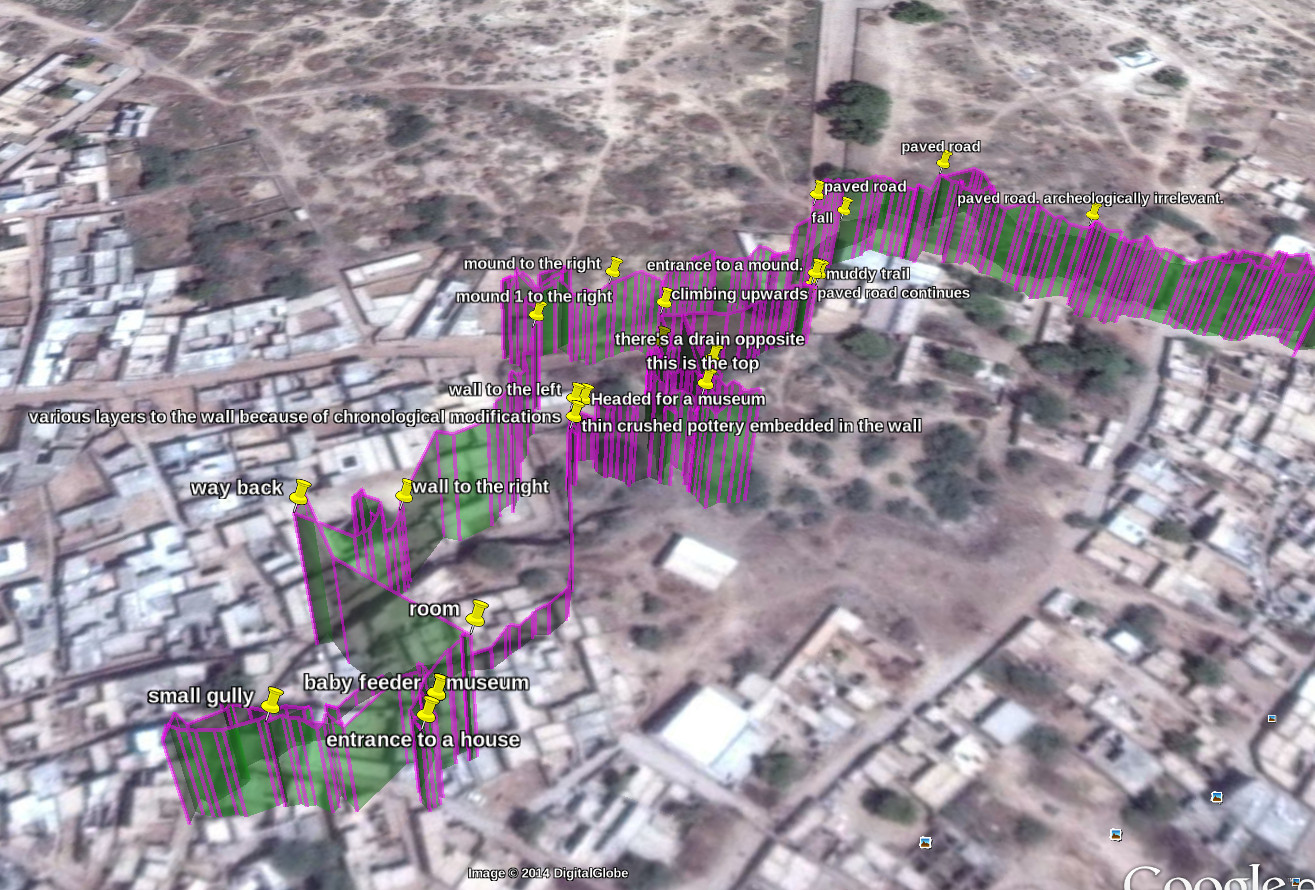 paved road
paved road
paved road. archeologically irrelevant.
fall
mound to the right
entrance to a mound.
muddy trail
mound 1 to the right
climbing upwards
paved road continues
there's a drain opposite
this is the top
wall to the left
Headed for a museum
various layers to the wall because of chronological modifications
thin crushed pottery embedded in the wall
way back
wall to the right
room
baby feeder
museum
small gully
entrance to a house
Image © 2014 DigitalGlobe
Google